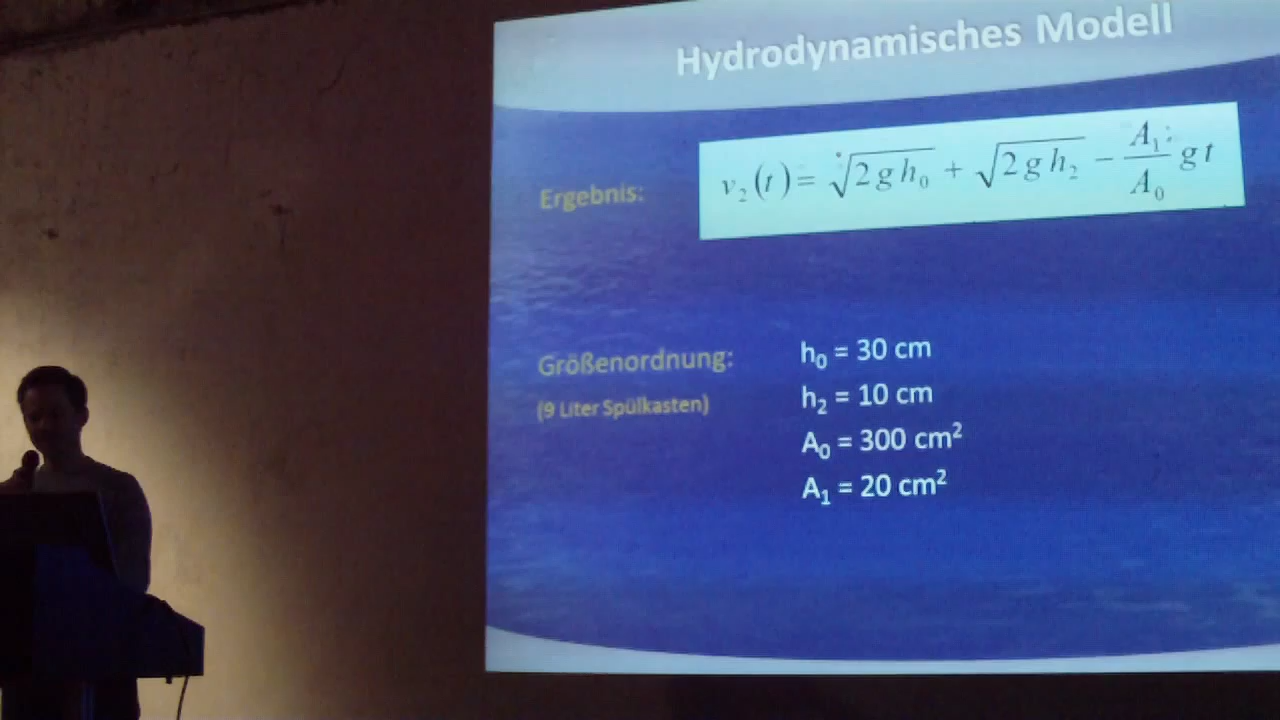 Hydrodynamisches Modell
Ergebnis: v₂(t) = √(2 g h₀) + √(2 g h₂) − (A₁/A₀) g t
Größenordnung: h₀ = 30 cm
(9 Liter Spülkasten) h₂ = 10 cm
A₀ = 300 cm²
A₁ = 20 cm²